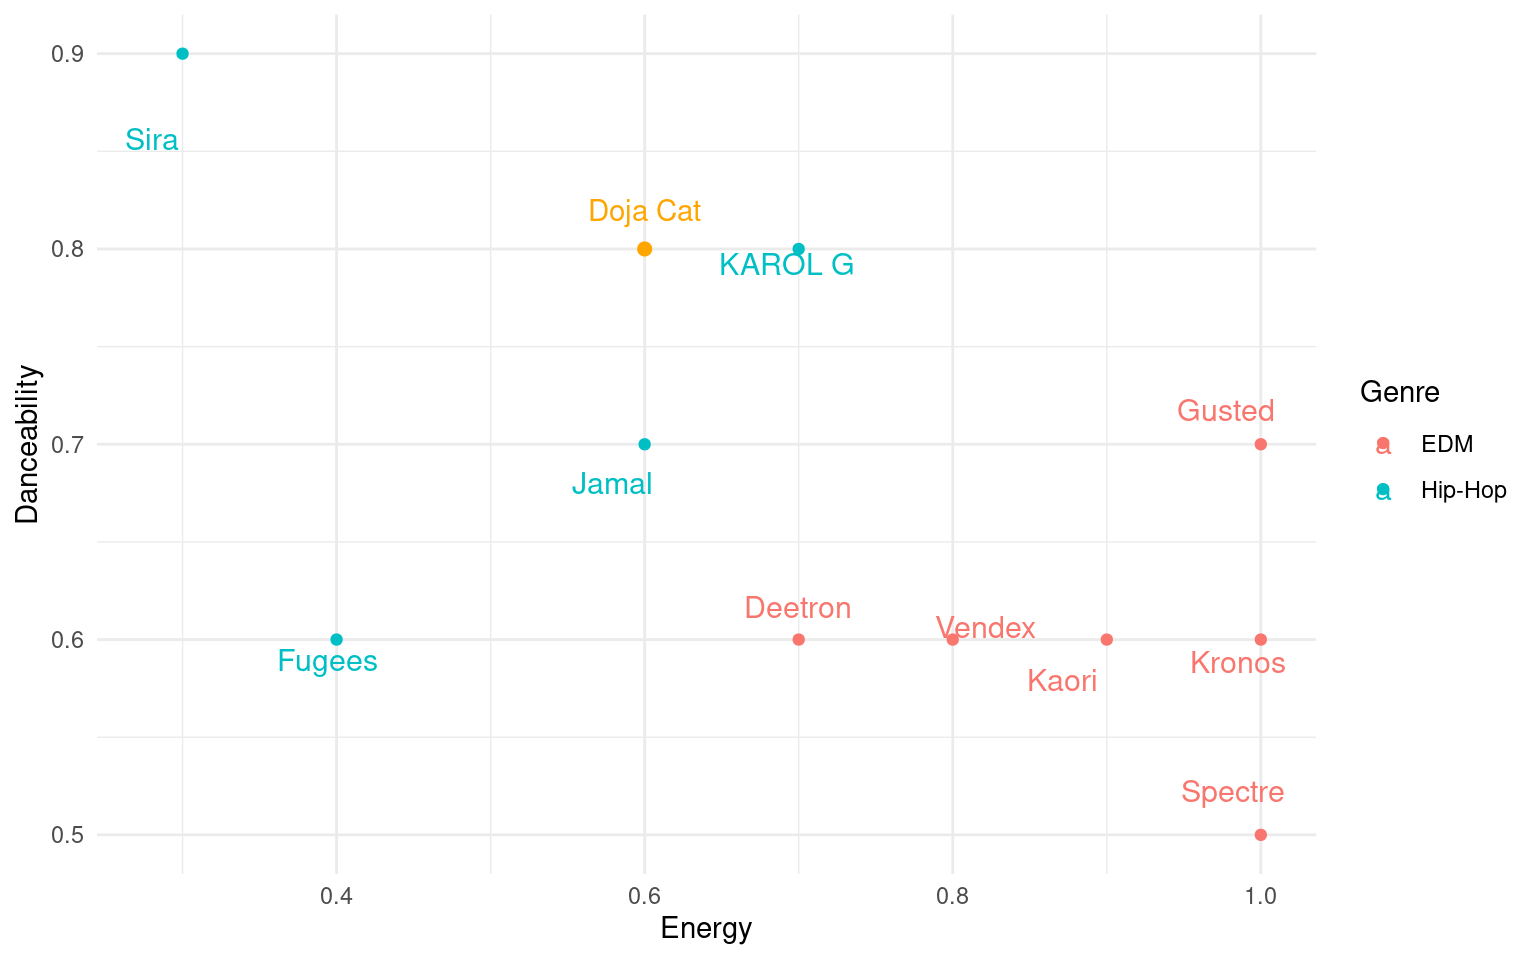 0.9
Sira
Doja Cat
0.8
KAROL G
Danceability
Genre
Gusted
0.7
a EDM
Jamal
a Hip-Hop
Deetron
Vendex
0.6
Fugees
Kronos
Kaori
Spectre
0.5
0.4 0.6 0.8 1.0
Energy